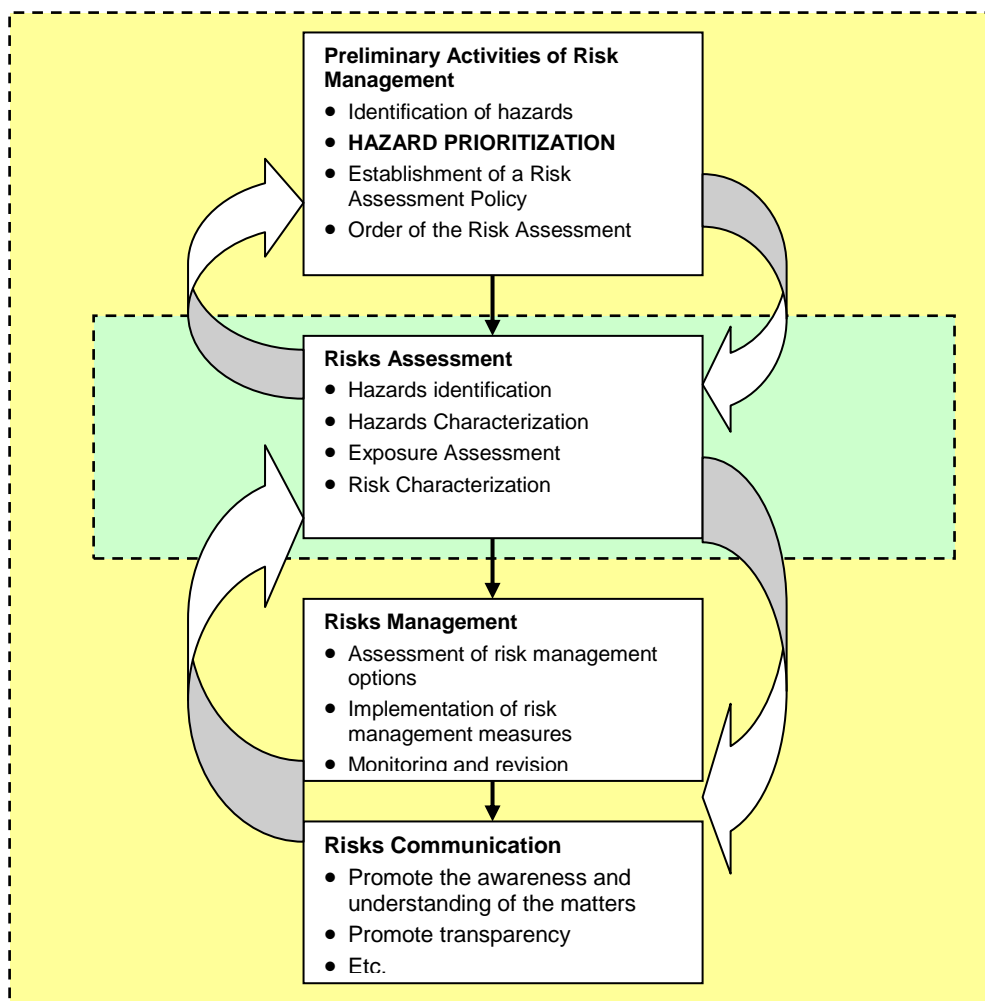 Preliminary Activities of Risk
Management
• Identification of hazards
• HAZARD PRIORITIZATION
• Establishment of a Risk
Assessment Policy
• Order of the Risk Assessment
Risks Assessment
• Hazards identification
• Hazards Characterization
• Exposure Assessment
• Risk Characterization
Risks Management
• Assessment of risk management
options
• Implementation of risk
management measures
• Monitoring and revision
Risks Communication
• Promote the awareness and
understanding of the matters
• Promote transparency
• Etc.